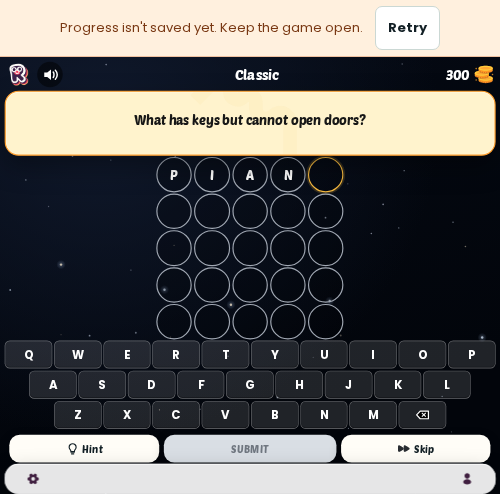 Progress isn't saved yet. Keep the game open.
Retry
Classic
300
What has keys but cannot open doors?
P I A N
Q W E R T Y U I O P
A S D F G H J K L
Z X C V B N M
Hint
SUBMIT
Skip